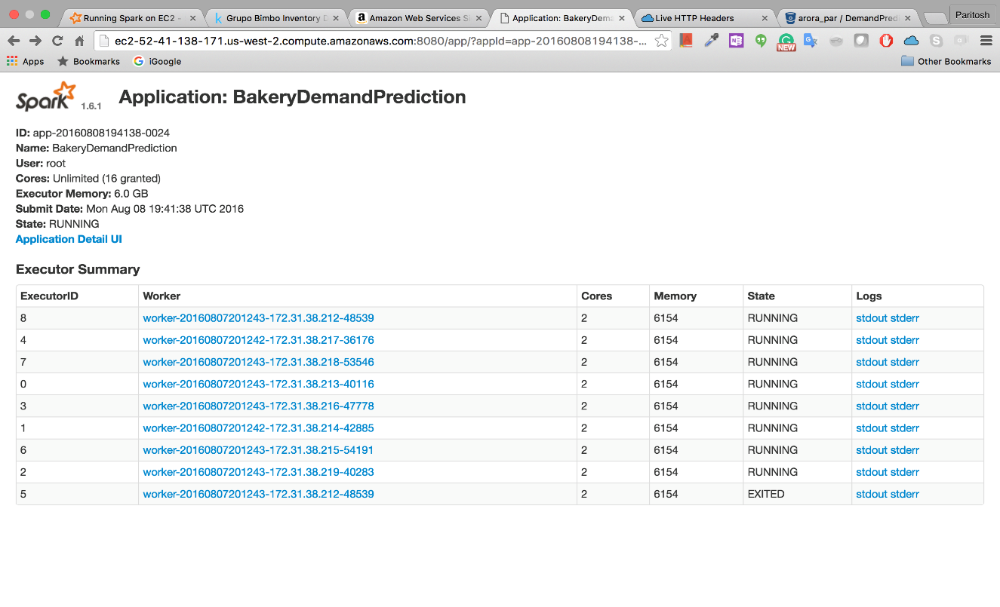 Running Spark on EC2 - Grupo Bimbo Inventory D Amazon Web Services Si Application: BakeryDema Live HTTP Headers arora_par / DemandPredi Paritosh
ec2-52-41-138-171.us-west-2.compute.amazonaws.com:8080/app/?appId=app-20160808194138-...
NEW
Apps Bookmarks iGoogle Other Bookmarks
Spark 1.6.1 Application: BakeryDemandPrediction
ID: app-20160808194138-0024
Name: BakeryDemandPrediction
User: root
Cores: Unlimited (16 granted)
Executor Memory: 6.0 GB
Submit Date: Mon Aug 08 19:41:38 UTC 2016
State: RUNNING
Application Detail UI
Executor Summary
ExecutorID Worker Cores Memory State Logs
8 worker-20160807201243-172.31.38.212-48539 2 6154 RUNNING stdout stderr
4 worker-20160807201242-172.31.38.217-36176 2 6154 RUNNING stdout stderr
7 worker-20160807201243-172.31.38.218-53546 2 6154 RUNNING stdout stderr
0 worker-20160807201243-172.31.38.213-40116 2 6154 RUNNING stdout stderr
3 worker-20160807201243-172.31.38.216-47778 2 6154 RUNNING stdout stderr
1 worker-20160807201242-172.31.38.214-42885 2 6154 RUNNING stdout stderr
6 worker-20160807201243-172.31.38.215-54191 2 6154 RUNNING stdout stderr
2 worker-20160807201243-172.31.38.219-40283 2 6154 RUNNING stdout stderr
5 worker-20160807201243-172.31.38.212-48539 2 6154 EXITED stdout stderr